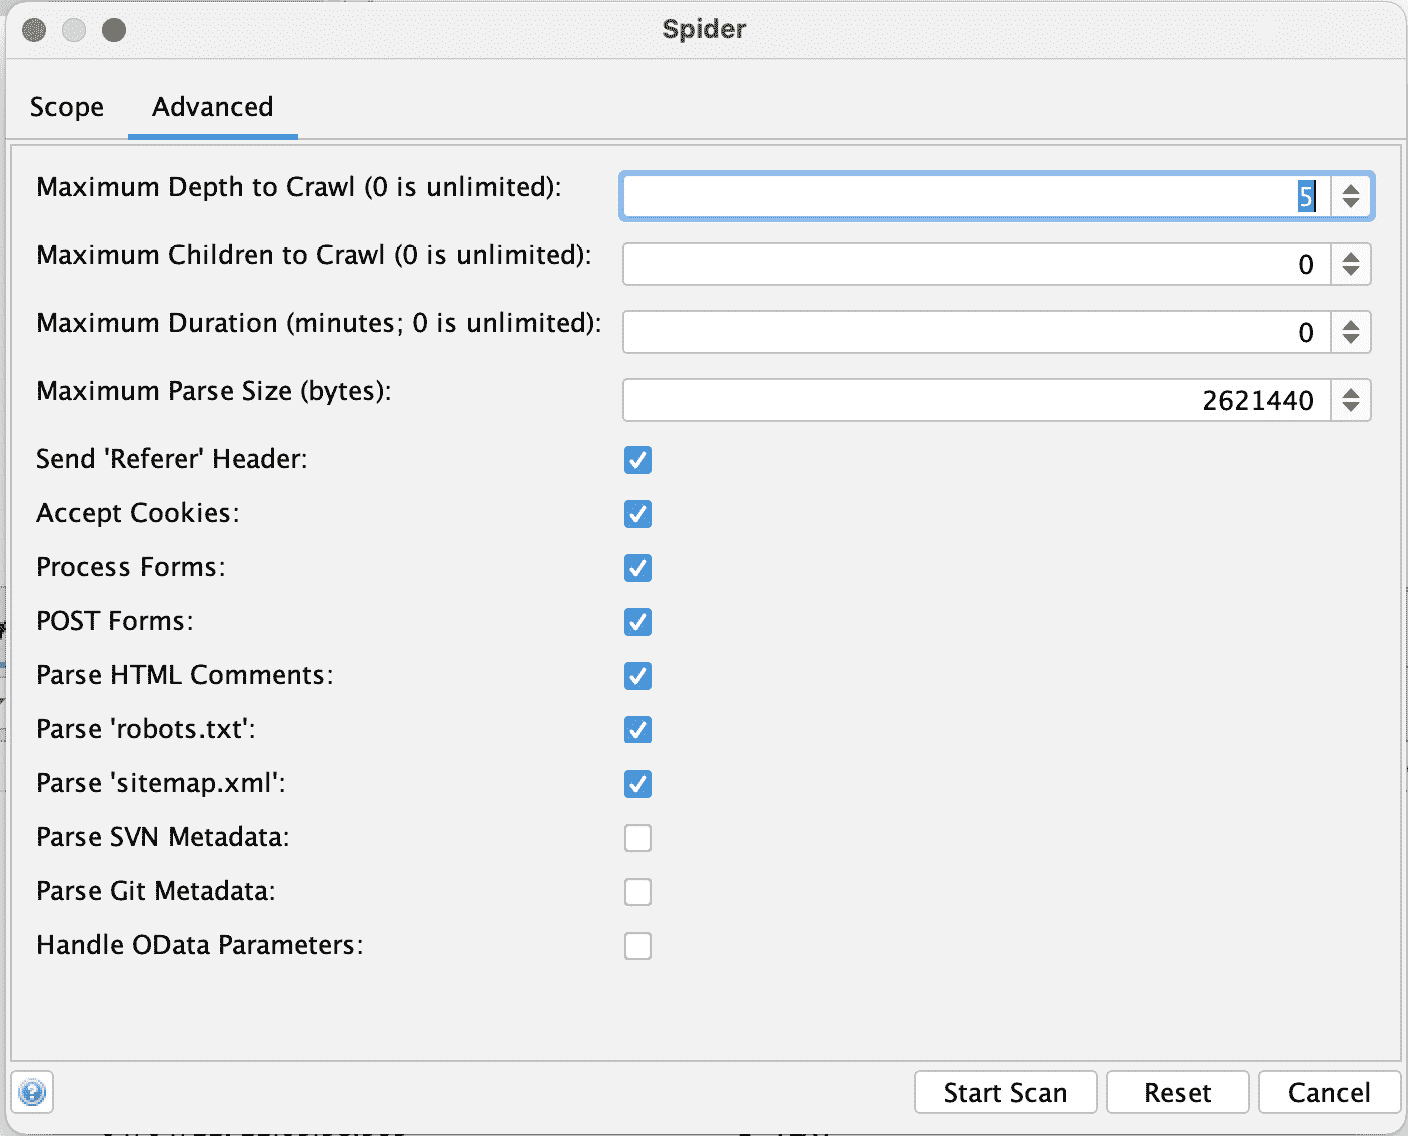 Spider
Scope Advanced
Maximum Depth to Crawl (0 is unlimited): 5
Maximum Children to Crawl (0 is unlimited): 0
Maximum Duration (minutes; 0 is unlimited): 0
Maximum Parse Size (bytes): 2621440
Send 'Referer' Header:
Accept Cookies:
Process Forms:
POST Forms:
Parse HTML Comments:
Parse 'robots.txt':
Parse 'sitemap.xml':
Parse SVN Metadata:
Parse Git Metadata:
Handle OData Parameters:
? Start Scan Reset Cancel